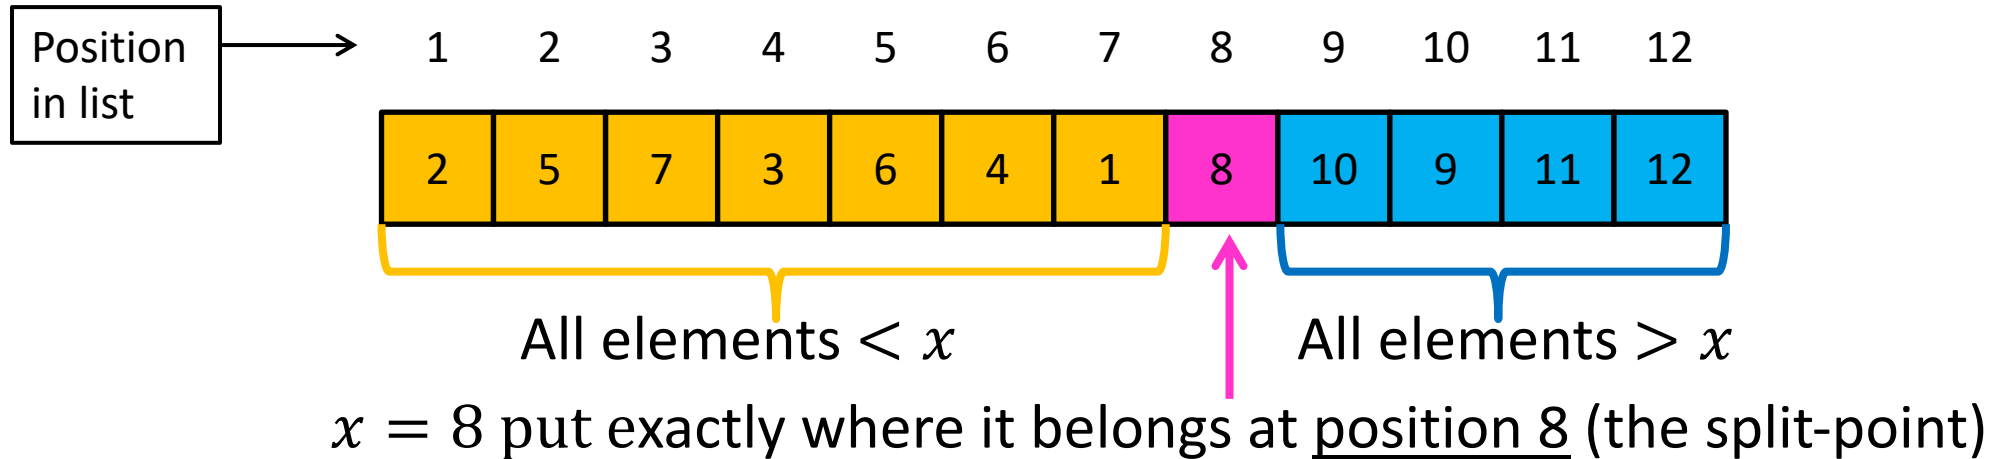 Position
in list
1 2 3 4 5 6 7 8 9 10 11 12
2 5 7 3 6 4 1 8 10 9 11 12
All elements < x All elements > x
x = 8 put exactly where it belongs at position 8 (the split-point)